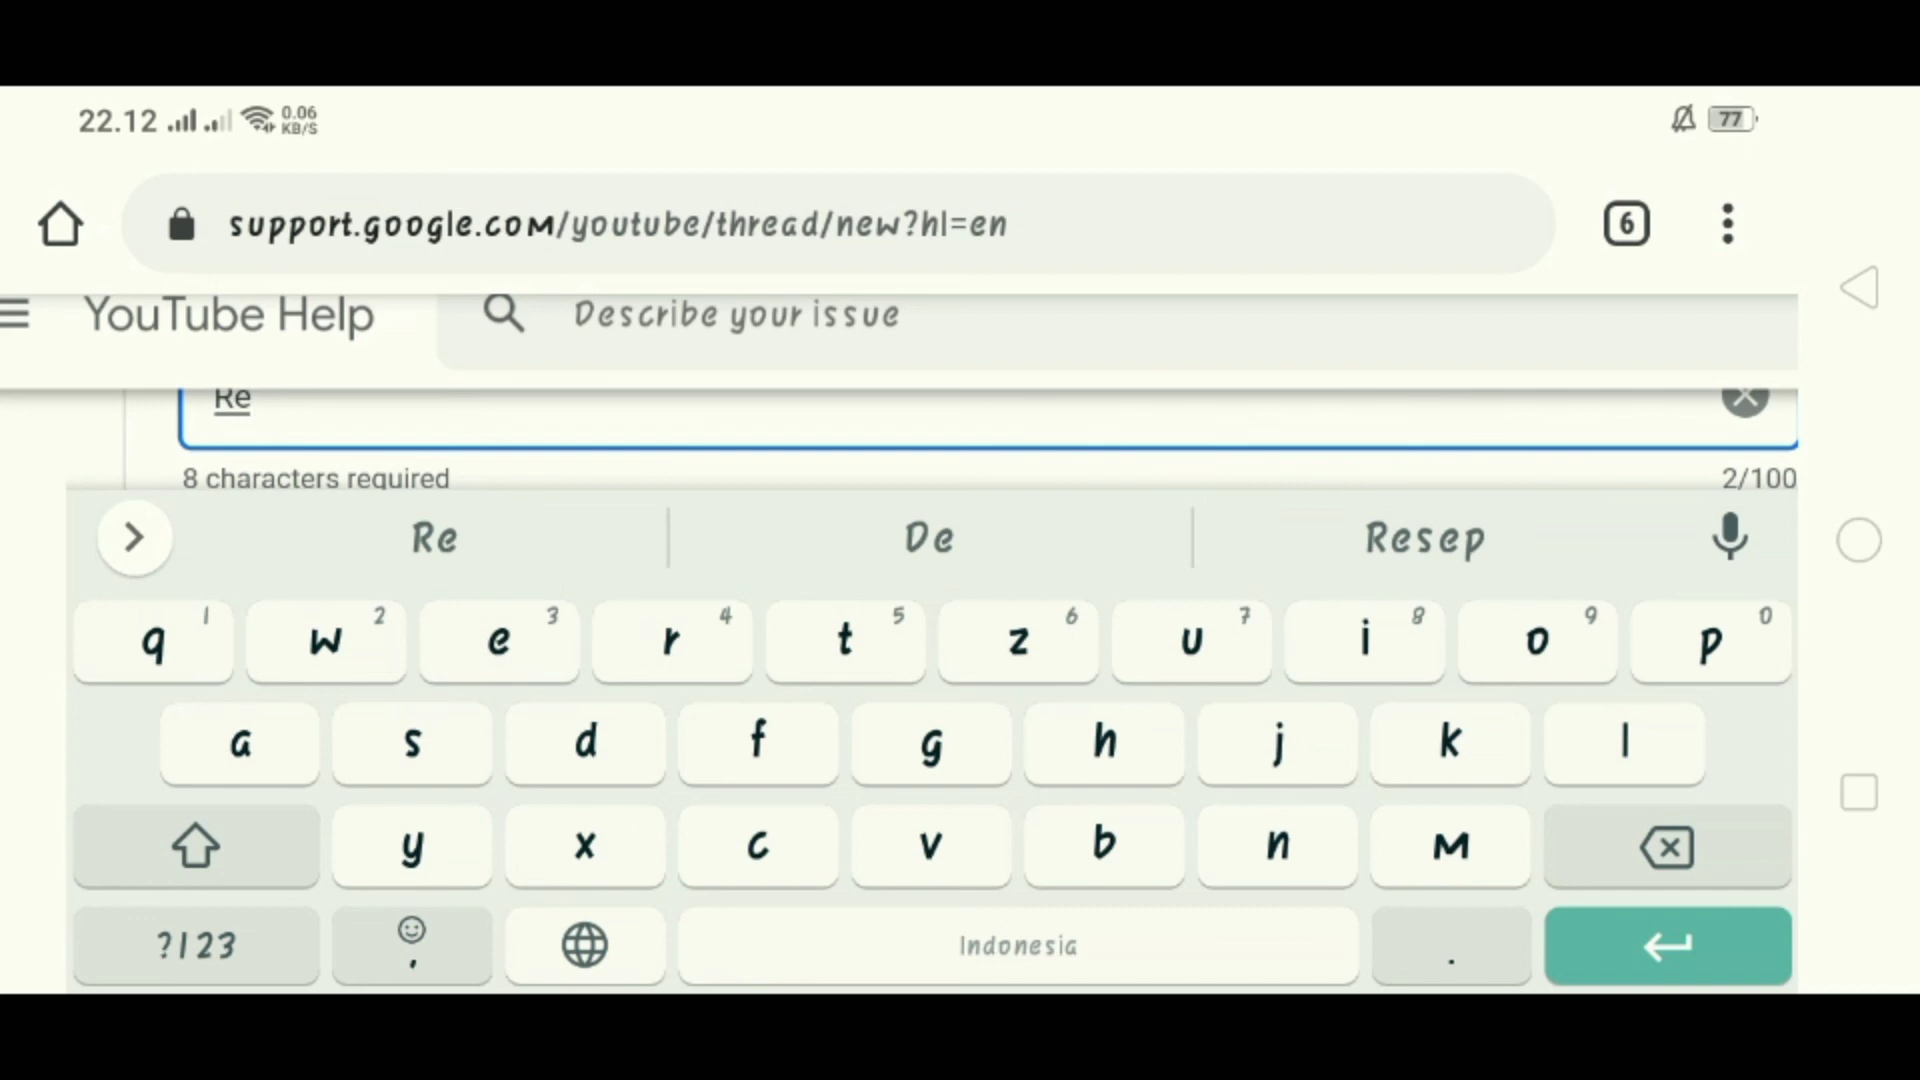 22.12 0.06 KB/S 77
support.google.com/youtube/thread/new?hl=en 6
YouTube Help Describe your issue
Re
8 characters required 2/100
Re De Resep
q 1 w 2 e 3 r 4 t 5 z 6 u 7 i 8 o 9 p 0
a s d f g h j k l
y x c v b n m
?123 , Indonesia .